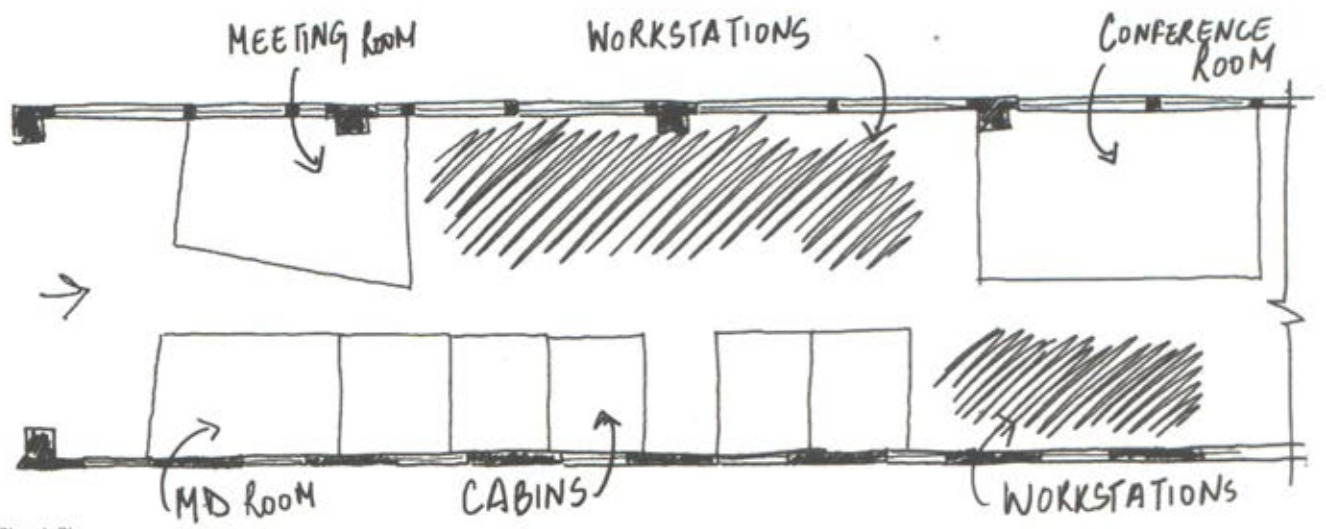 MEETING ROOM
WORKSTATIONS
CONFERENCE
ROOM
MD ROOM
CABINS
WORKSTATIONS